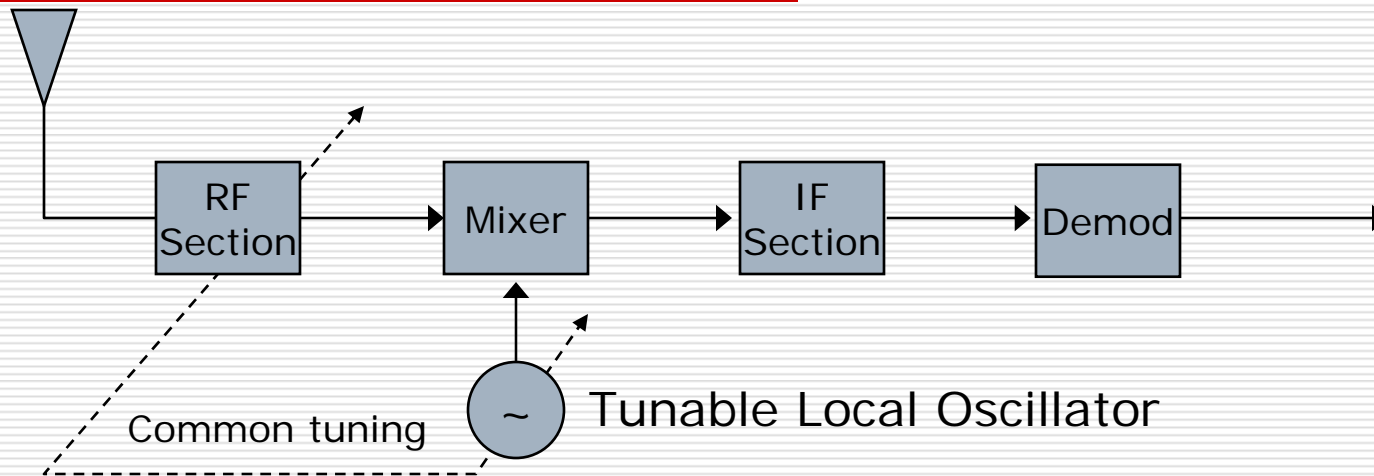 RF
Section
Mixer
IF
Section
Demod
~
Tunable Local Oscillator
Common tuning